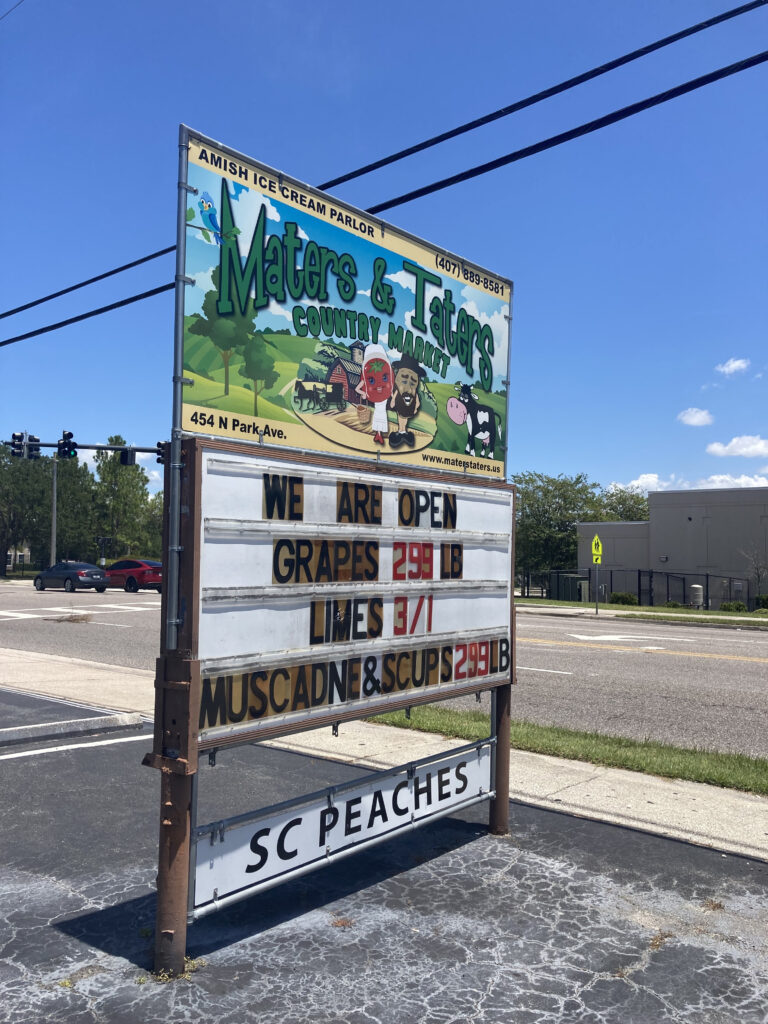 AMISH ICE CREAM PARLOR
(407) 889-8581
Maters & Taters
COUNTRY MARKET
454 N Park Ave.
www.materstaters.us
WE ARE OPEN
GRAPES 299 LB
LIMES 3/1
MUSCADNE&SCUPS 299LB
SC PEACHES